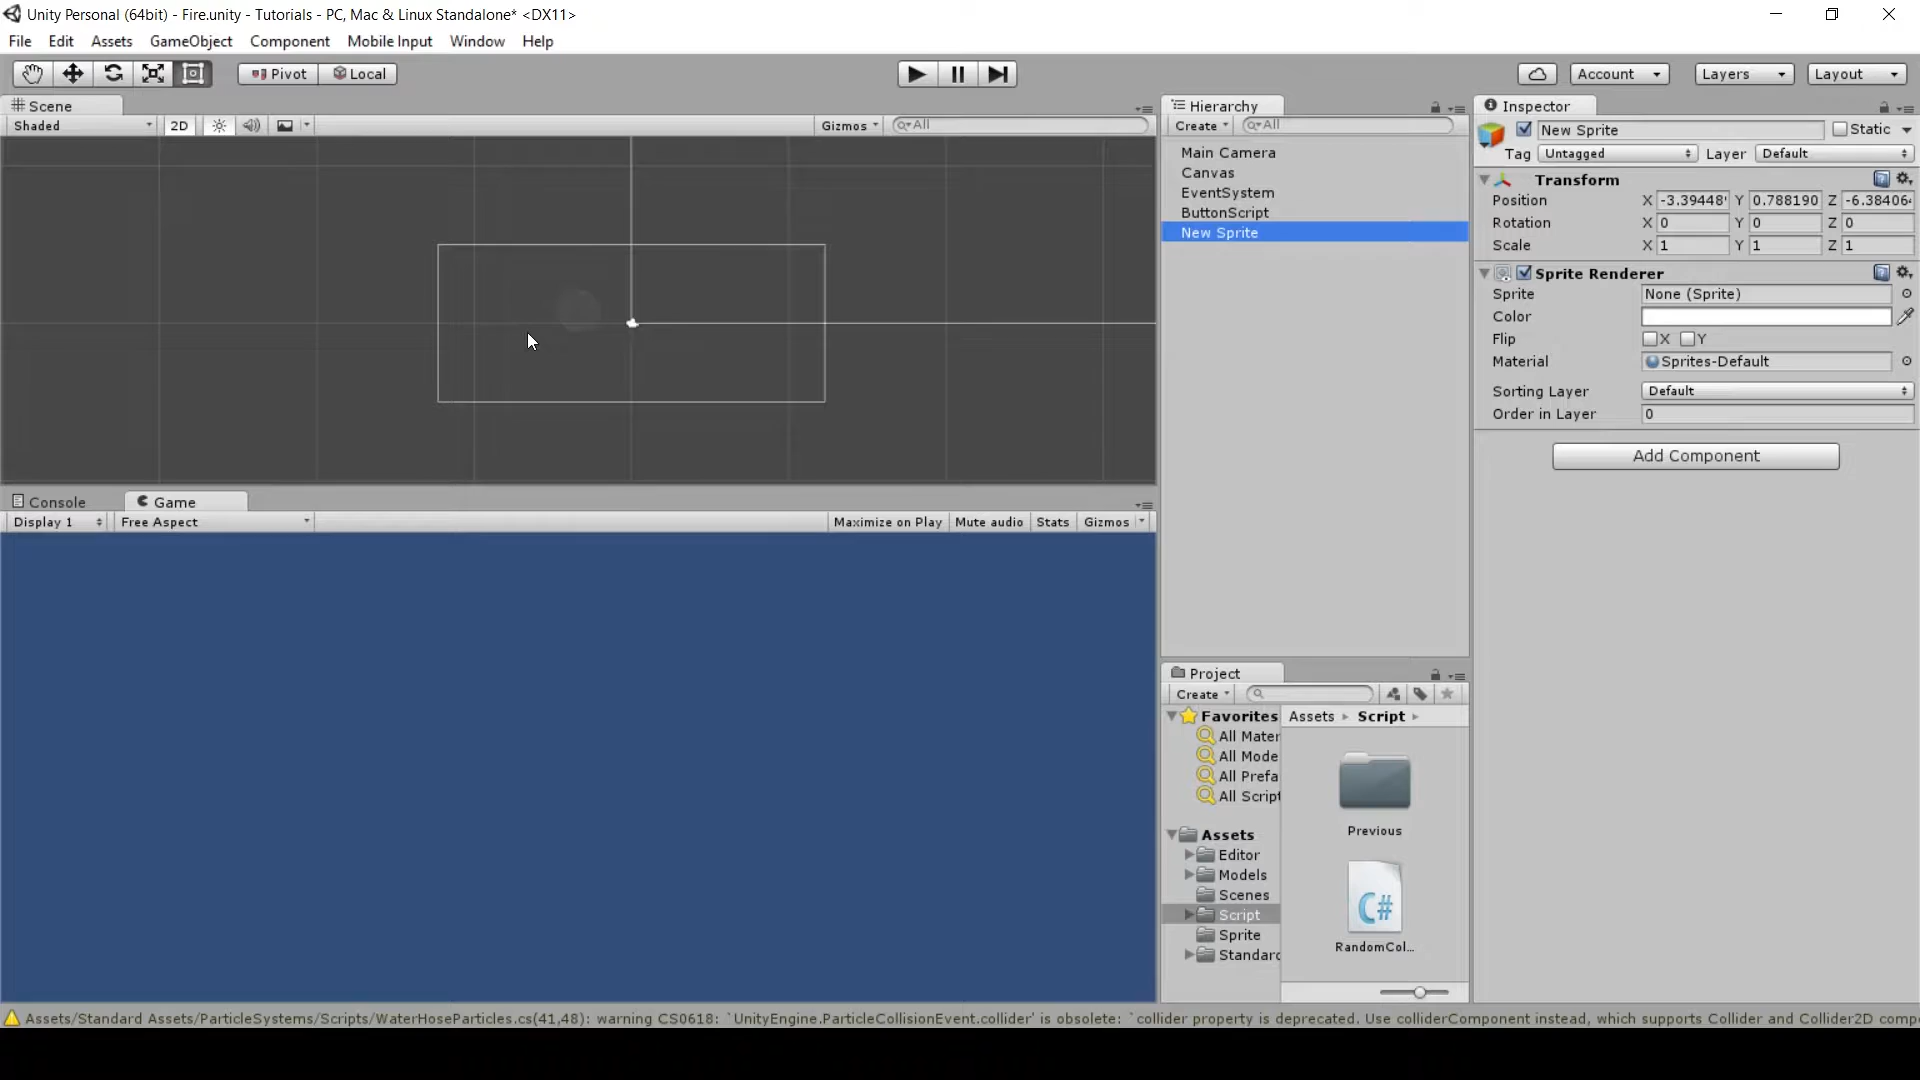 Unity Personal (64bit) - Fire.unity - Tutorials - PC, Mac & Linux Standalone* <DX11>
File Edit Assets GameObject Component Mobile Input Window Help
Pivot Local Account Layers Layout
Scene
Shaded 2D Gizmos All
Console Game
Display 1 Free Aspect Maximize on Play Mute audio Stats Gizmos
Hierarchy
Create All
Main Camera
Canvas
EventSystem
ButtonScript
New Sprite
Project
Create
Favorites
All Mater
All Mode
All Prefa
All Script
Assets
Editor
Models
Scenes
Script
Sprite
Standard
Assets Script
Previous
C#
RandomCol...
Inspector
New Sprite Static
Tag Untagged Layer Default
Transform
Position X -3.39448 Y 0.788190 Z -6.38406
Rotation X 0 Y 0 Z 0
Scale X 1 Y 1 Z 1
Sprite Renderer
Sprite None (Sprite)
Color
Flip X Y
Material Sprites-Default
Sorting Layer Default
Order in Layer 0
Add Component
Assets/Standard Assets/ParticleSystems/Scripts/WaterHoseParticles.cs(41,48): warning CS0618: `UnityEngine.ParticleCollisionEvent.collider' is obsolete: `collider property is deprecated. Use colliderComponent instead, which supports Collider and Collider2D comp